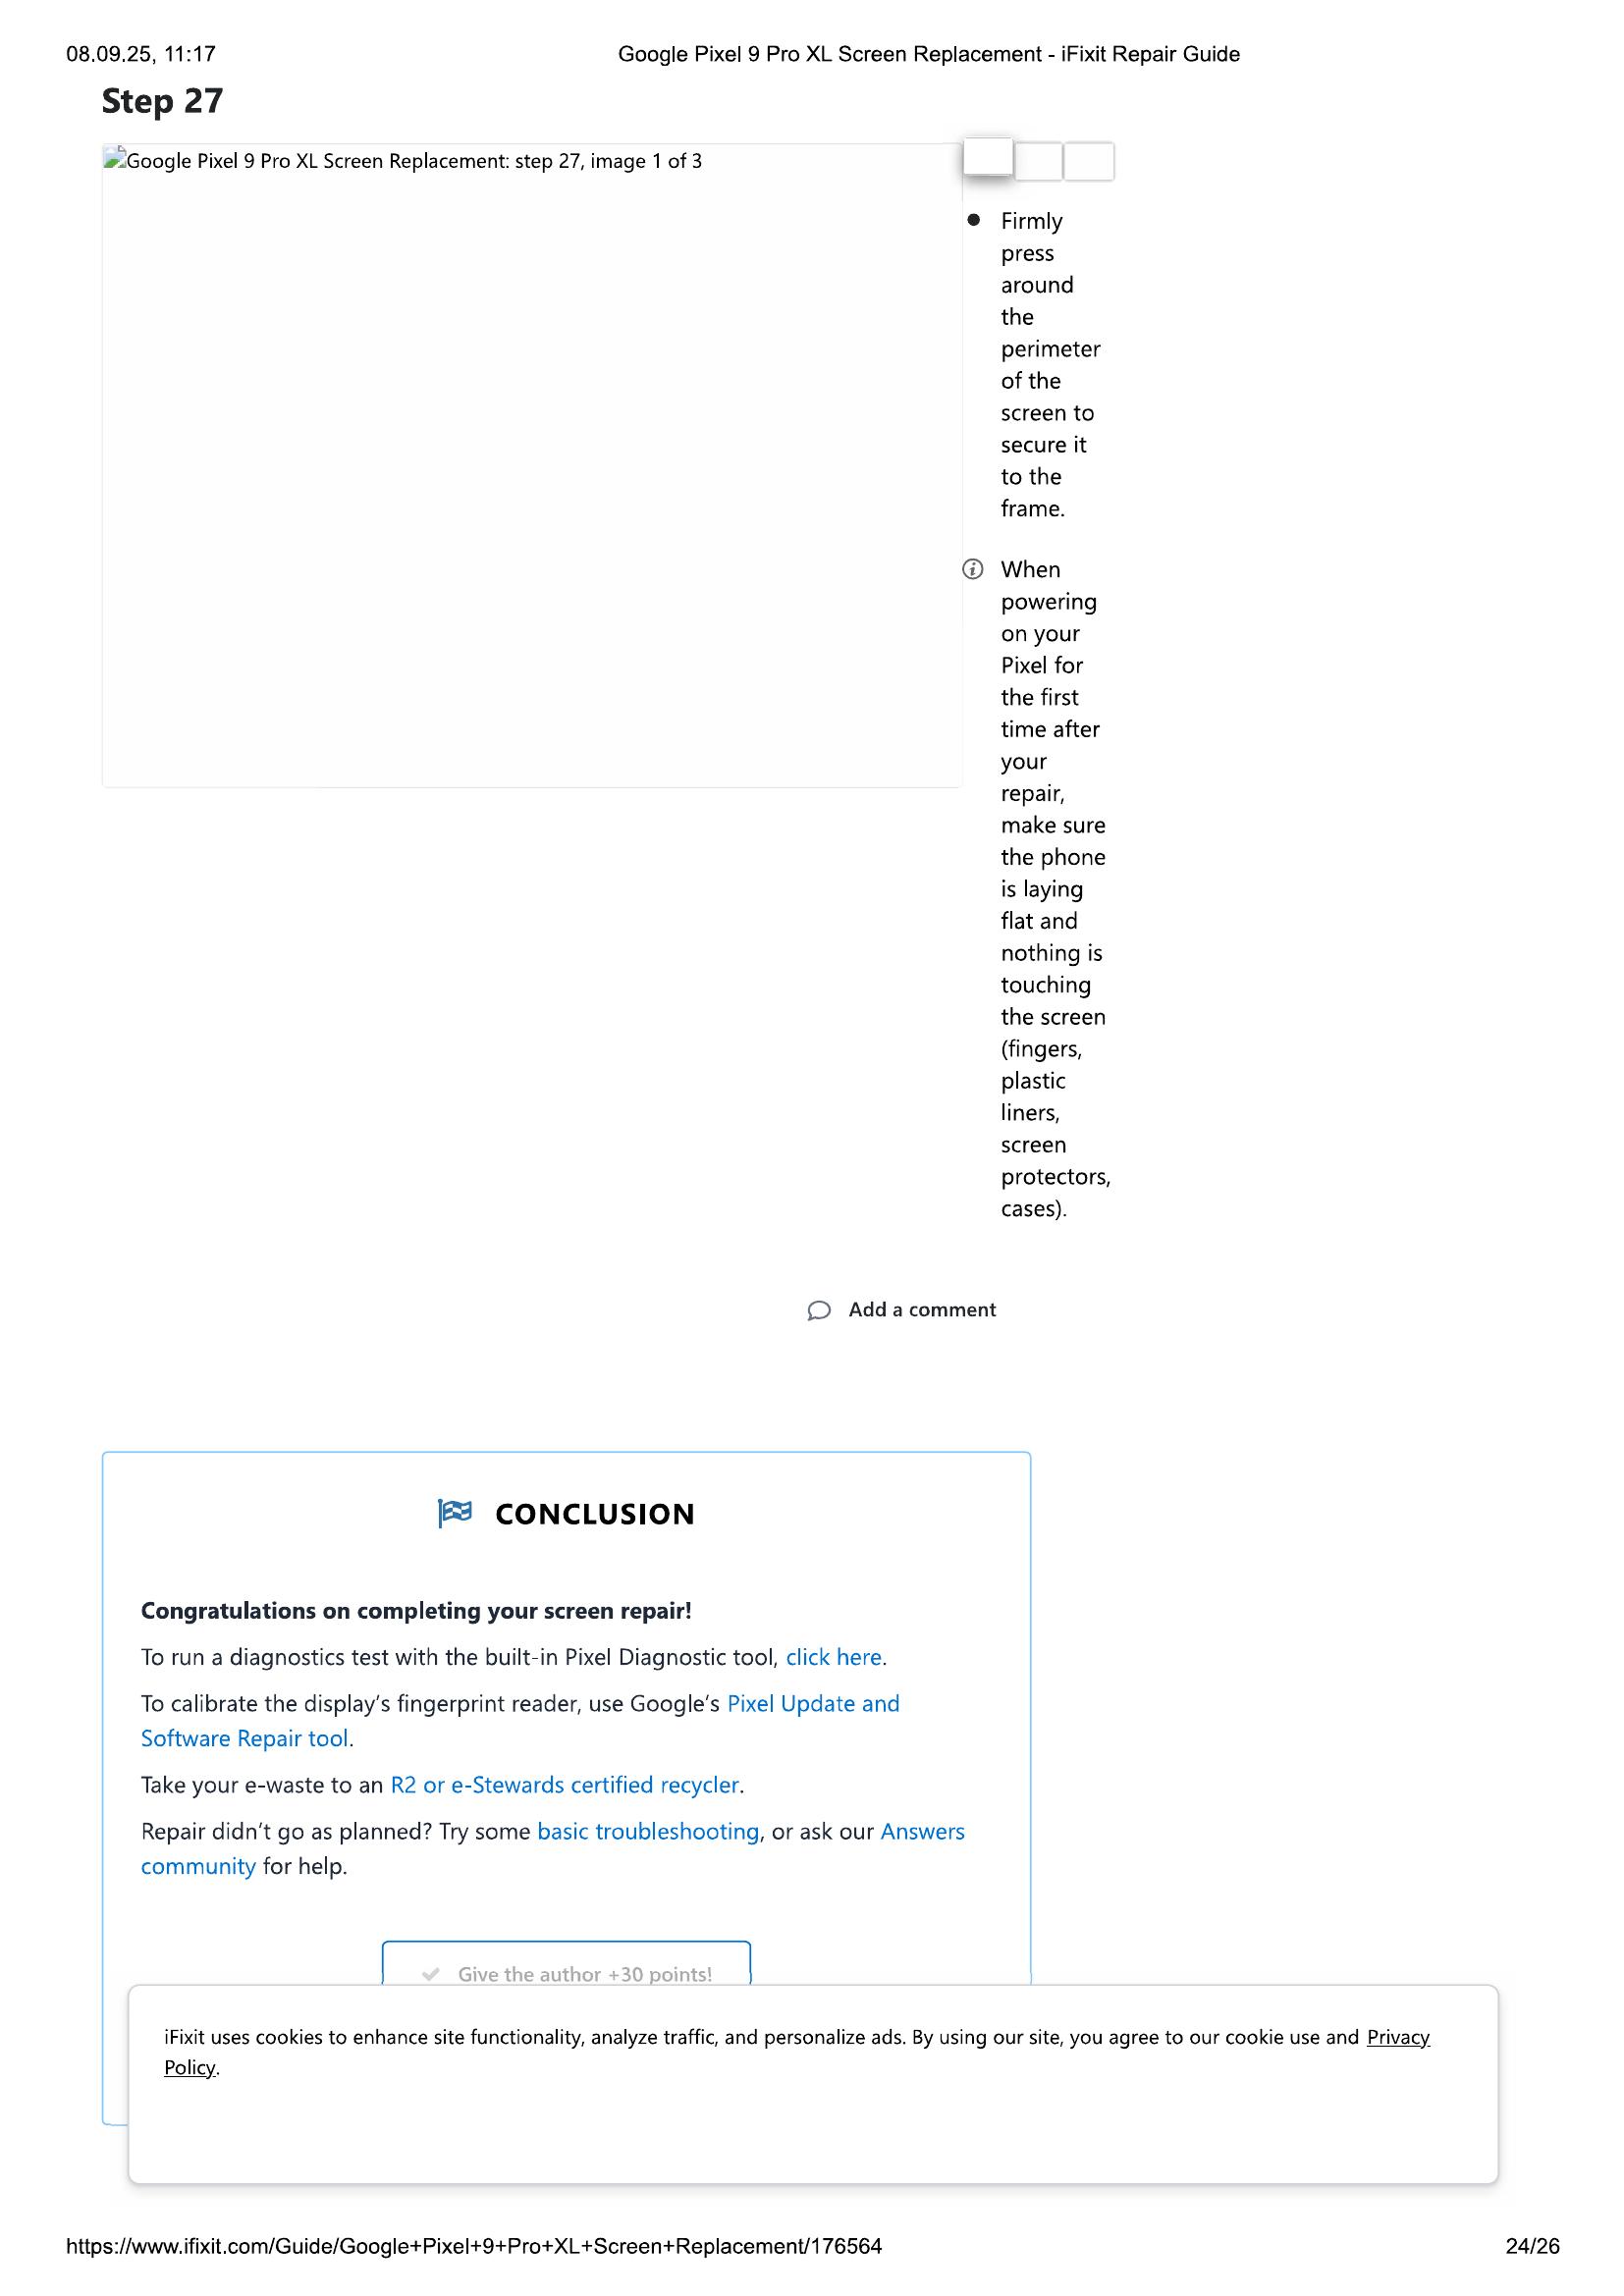 08.09.25, 11:17
Google Pixel 9 Pro XL Screen Replacement - iFixit Repair Guide
Step 27
Google Pixel 9 Pro XL Screen Replacement: step 27, image 1 of 3
Firmly
press
around
the
perimeter
of the
screen to
secure it
to the
frame.
When
powering
on your
Pixel for
the first
time after
your
repair,
make sure
the phone
is laying
flat and
nothing is
touching
the screen
(fingers,
plastic
liners,
screen
protectors,
cases).
Add a comment
CONCLUSION
Congratulations on completing your screen repair!
To run a diagnostics test with the built-in Pixel Diagnostic tool, click here.
To calibrate the display’s fingerprint reader, use Google’s Pixel Update and
Software Repair tool.
Take your e-waste to an R2 or e-Stewards certified recycler.
Repair didn’t go as planned? Try some basic troubleshooting, or ask our Answers
community for help.
Give the author +30 points!
iFixit uses cookies to enhance site functionality, analyze traffic, and personalize ads. By using our site, you agree to our cookie use and Privacy
Policy.
https://www.ifixit.com/Guide/Google+Pixel+9+Pro+XL+Screen+Replacement/176564
24/26